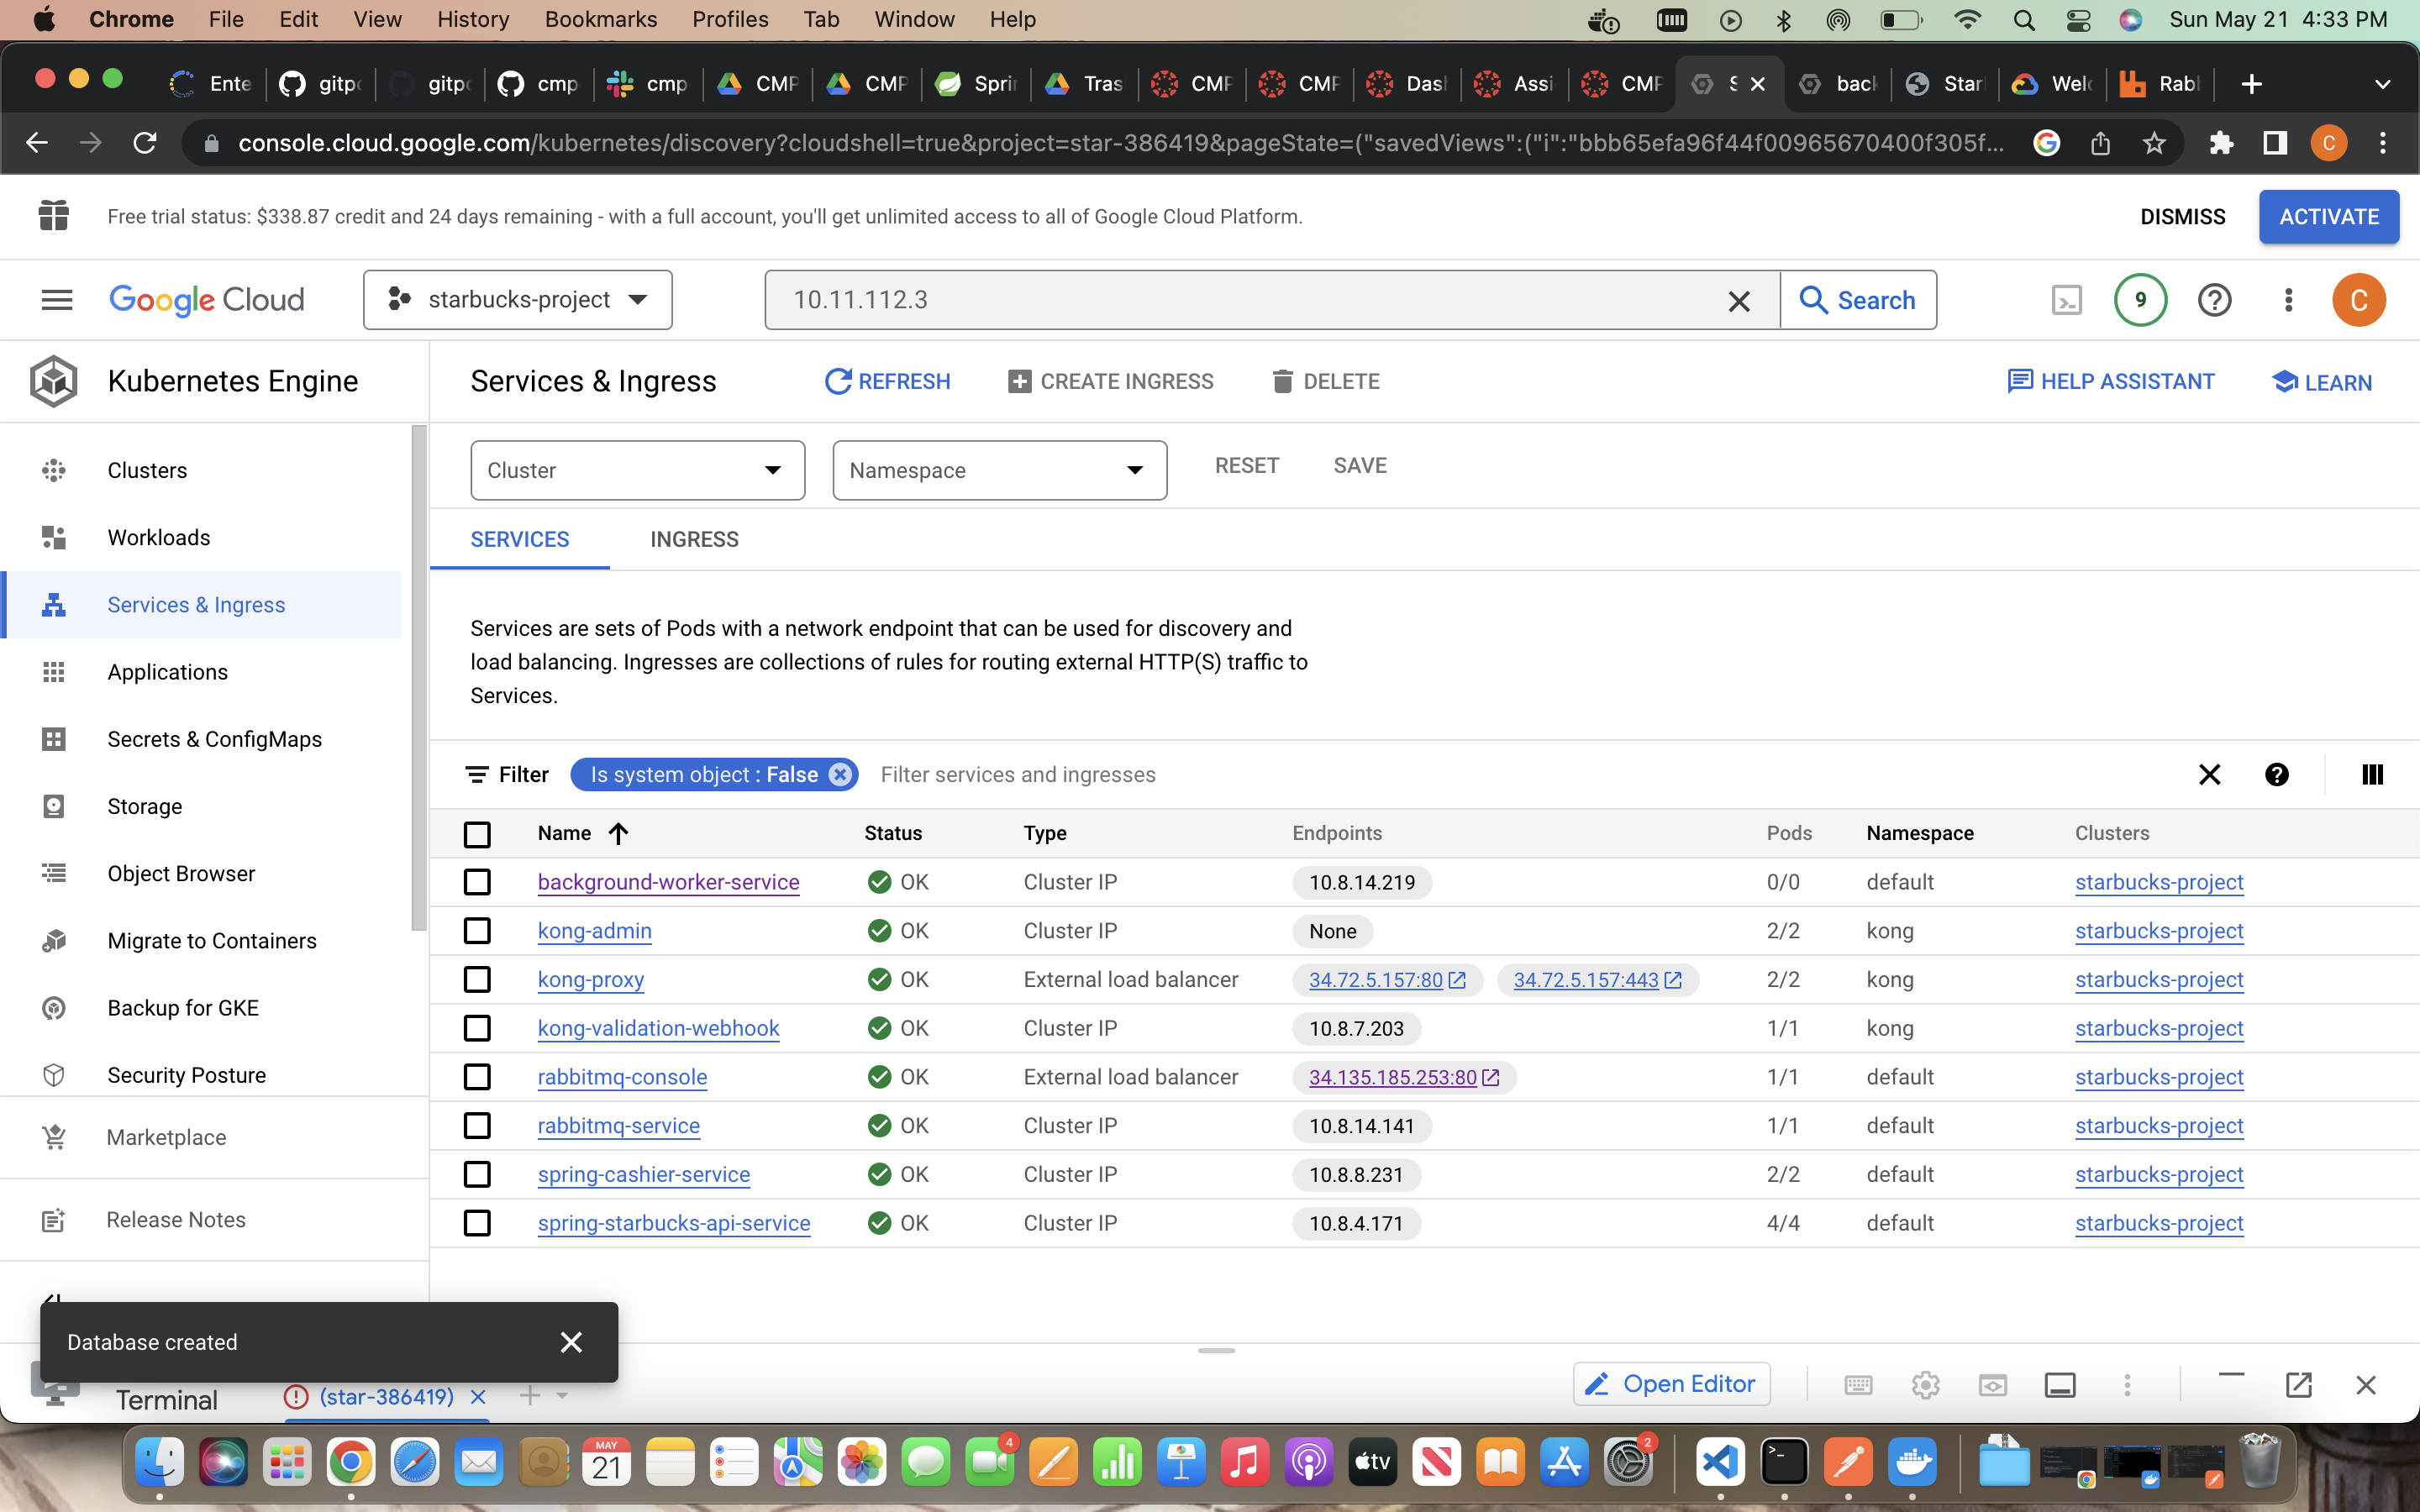 Chrome File Edit View History Bookmarks Profiles Tab Window Help Sun May 21 4:33 PM
Ente gitpo gitpo cmp cmp CMP CMP Sprin Tras CMP CMP Dash Assi CMP S back Star Welc Rabb
console.cloud.google.com/kubernetes/discovery?cloudshell=true&project=star-386419&pageState=("savedViews":("i":"bbb65efa96f44f00965670400f305f... C
Free trial status: $338.87 credit and 24 days remaining - with a full account, you'll get unlimited access to all of Google Cloud Platform. DISMISS ACTIVATE
Google Cloud starbucks-project 10.11.112.3 Search 9 C
Kubernetes Engine Services & Ingress REFRESH CREATE INGRESS DELETE HELP ASSISTANT LEARN
Clusters
Workloads
Services & Ingress
Applications
Secrets & ConfigMaps
Storage
Object Browser
Migrate to Containers
Backup for GKE
Security Posture
Marketplace
Release Notes
Cluster Namespace RESET SAVE
SERVICES INGRESS
Services are sets of Pods with a network endpoint that can be used for discovery and
load balancing. Ingresses are collections of rules for routing external HTTP(S) traffic to
Services.
Filter Is system object : False Filter services and ingresses
Name Status Type Endpoints Pods Namespace Clusters
background-worker-service OK Cluster IP 10.8.14.219 0/0 default starbucks-project
kong-admin OK Cluster IP None 2/2 kong starbucks-project
kong-proxy OK External load balancer 34.72.5.157:80 34.72.5.157:443 2/2 kong starbucks-project
kong-validation-webhook OK Cluster IP 10.8.7.203 1/1 kong starbucks-project
rabbitmq-console OK External load balancer 34.135.185.253:80 1/1 default starbucks-project
rabbitmq-service OK Cluster IP 10.8.14.141 1/1 default starbucks-project
spring-cashier-service OK Cluster IP 10.8.8.231 2/2 default starbucks-project
spring-starbucks-api-service OK Cluster IP 10.8.4.171 4/4 default starbucks-project
Database created
Terminal (star-386419) Open Editor
MAY
21
4
tv
2